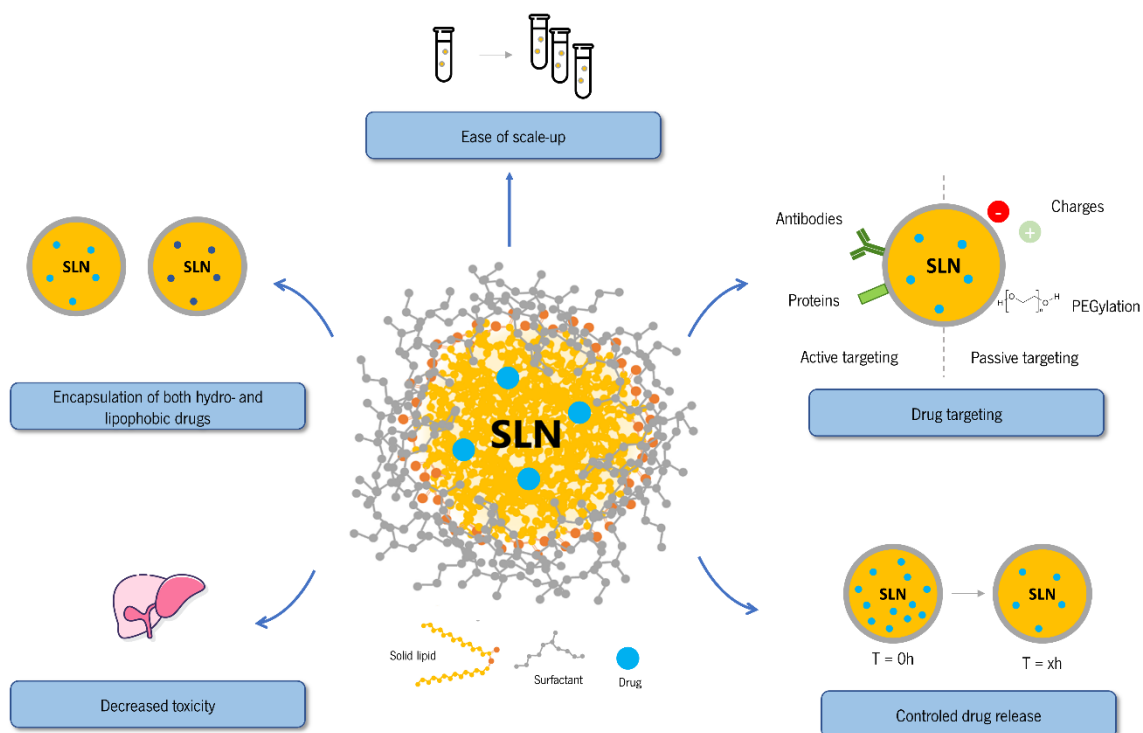 Ease of scale-up
SLN
SLN
Encapsulation of both hydro- and
lipophobic drugs
Antibodies
Proteins
SLN
-
+
Charges
H[O]nO-H
PEGylation
Active targeting
Passive targeting
Drug targeting
SLN
Decreased toxicity
Solid lipid
Surfactant
Drug
SLN
SLN
T = 0h
T = xh
Controled drug release